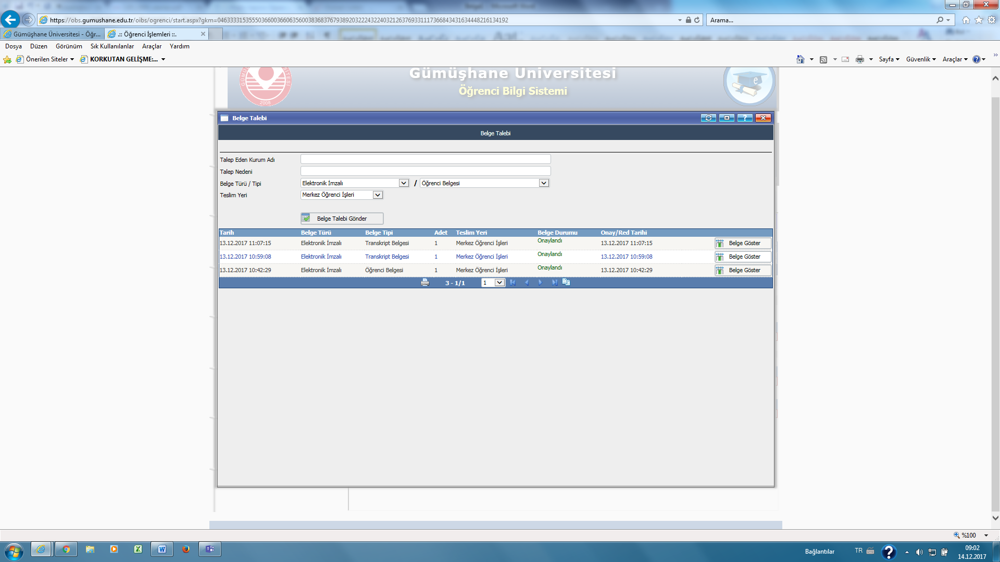 https://obs.gumushane.edu.tr/oibs/ogrenci/start.aspx?gkm=0463333153555036600366063560038368376793892032224322403212637693311173668434316344482161341​92
Arama...
Gümüşhane Üniversitesi - Öğr...
.:: Öğrenci İşlemleri ::.
Dosya Düzen Görünüm Sık Kullanılanlar Araçlar Yardım
Önerilen Siteler KORKUTAN GELİŞME:...
Sayfa Güvenlik Araçlar
Gümüşhane Üniversitesi
Öğrenci Bilgi Sistemi
2008
Belge Talebi
Belge Talebi
Talep Eden Kurum Adı
Talep Nedeni
Belge Türü / Tipi Elektronik İmzalı / Öğrenci Belgesi
Teslim Yeri Merkez Öğrenci İşleri
Belge Talebi Gönder
Tarih Belge Türü Belge Tipi Adet Teslim Yeri Belge Durumu Onay/Red Tarihi
13.12.2017 11:07:15 Elektronik İmzalı Transkript Belgesi 1 Merkez Öğrenci İşleri Onaylandı 13.12.2017 11:07:15 Belge Göster
13.12.2017 10:59:08 Elektronik İmzalı Transkript Belgesi 1 Merkez Öğrenci İşleri Onaylandı 13.12.2017 10:59:08 Belge Göster
13.12.2017 10:42:29 Elektronik İmzalı Öğrenci Belgesi 1 Merkez Öğrenci İşleri Onaylandı 13.12.2017 10:42:29 Belge Göster
3 - 1/1 1
%100
Bağlantılar TR 09:02
14.12.2017